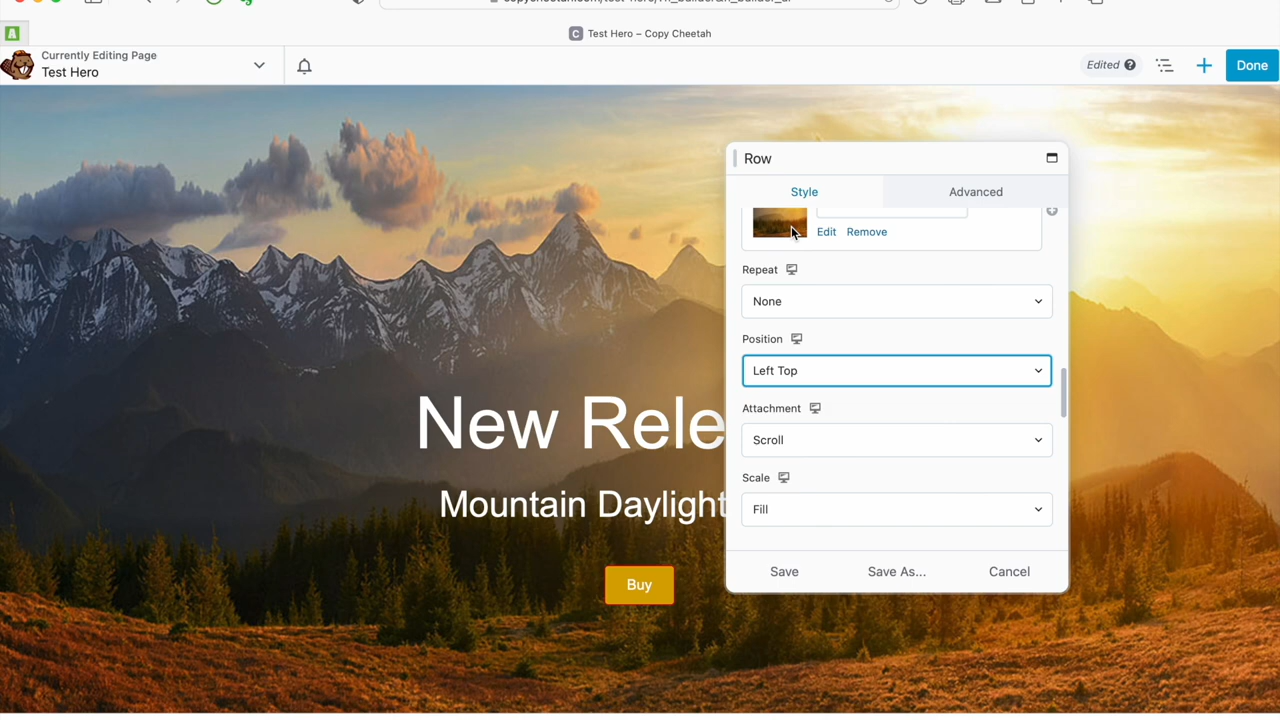 Test Hero – Copy Cheetah
Currently Editing Page
Test Hero
Edited
Done
Row
Style
Advanced
Edit Remove
Repeat
None
Position
Left Top
Attachment
Scroll
Scale
Fill
Save
Save As...
Cancel
New Rele
Mountain Daylight
Buy